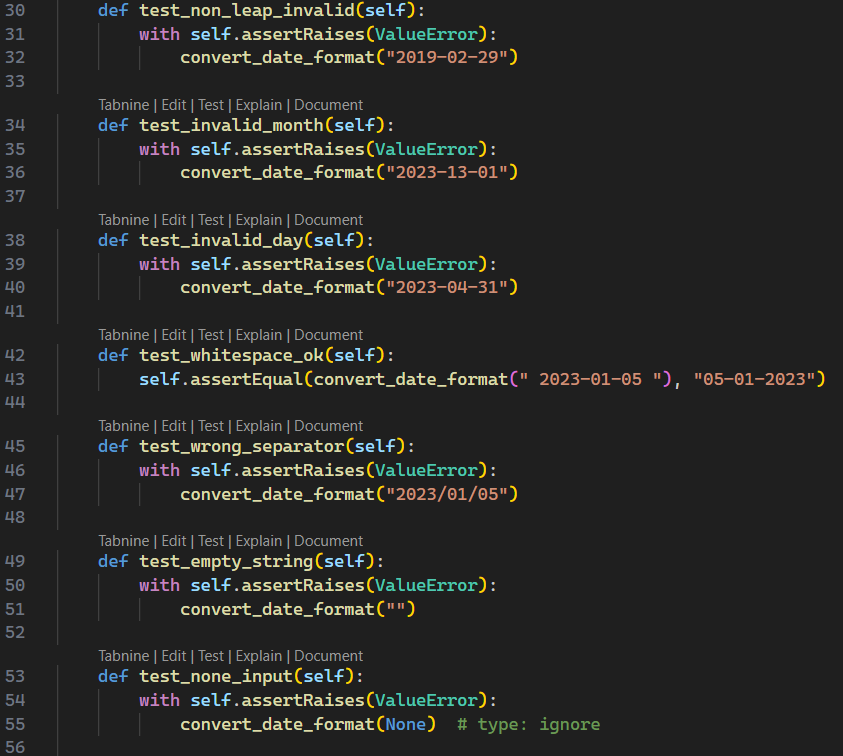 30 def test_non_leap_invalid(self):
31 with self.assertRaises(ValueError):
32 convert_date_format("2019-02-29")
33
Tabnine | Edit | Test | Explain | Document
34 def test_invalid_month(self):
35 with self.assertRaises(ValueError):
36 convert_date_format("2023-13-01")
37
Tabnine | Edit | Test | Explain | Document
38 def test_invalid_day(self):
39 with self.assertRaises(ValueError):
40 convert_date_format("2023-04-31")
41
Tabnine | Edit | Test | Explain | Document
42 def test_whitespace_ok(self):
43 self.assertEqual(convert_date_format(" 2023-01-05 "), "05-01-2023")
44
Tabnine | Edit | Test | Explain | Document
45 def test_wrong_separator(self):
46 with self.assertRaises(ValueError):
47 convert_date_format("2023/01/05")
48
Tabnine | Edit | Test | Explain | Document
49 def test_empty_string(self):
50 with self.assertRaises(ValueError):
51 convert_date_format("")
52
Tabnine | Edit | Test | Explain | Document
53 def test_none_input(self):
54 with self.assertRaises(ValueError):
55 convert_date_format(None) # type: ignore
56